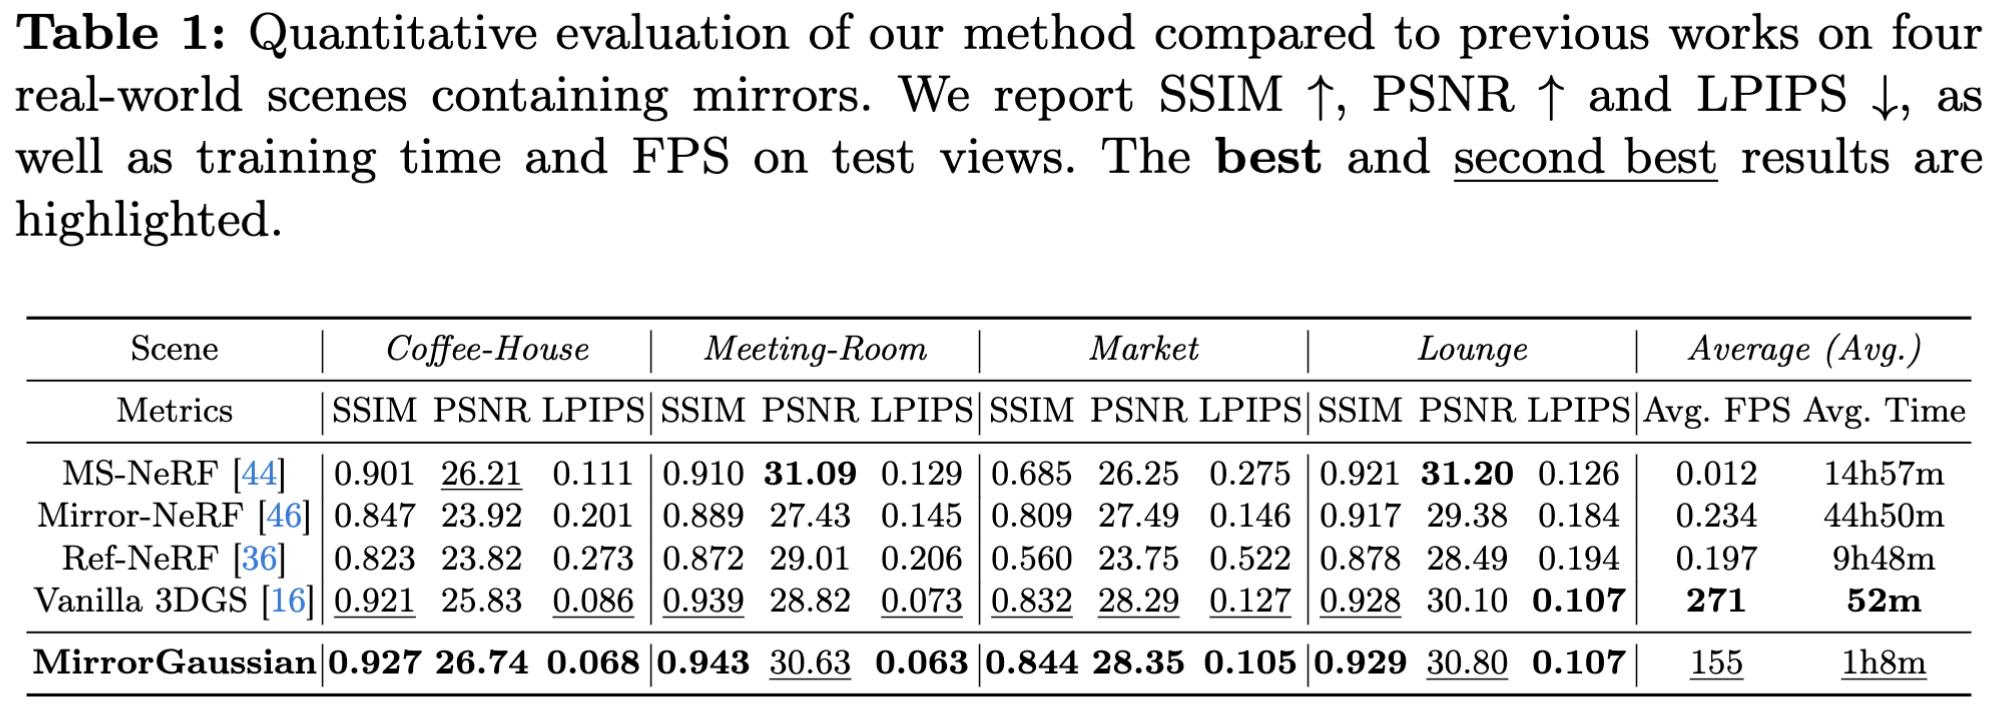 Table 1: Quantitative evaluation of our method compared to previous works on four
real-world scenes containing mirrors. We report SSIM ↑, PSNR ↑ and LPIPS ↓, as
well as training time and FPS on test views. The best and second best results are
highlighted.
Scene Coffee-House Meeting-Room Market Lounge Average (Avg.)
Metrics SSIM PSNR LPIPS SSIM PSNR LPIPS SSIM PSNR LPIPS SSIM PSNR LPIPS Avg. FPS Avg. Time
MS-NeRF [44] 0.901 26.21 0.111 0.910 31.09 0.129 0.685 26.25 0.275 0.921 31.20 0.126 0.012 14h57m
Mirror-NeRF [46] 0.847 23.92 0.201 0.889 27.43 0.145 0.809 27.49 0.146 0.917 29.38 0.184 0.234 44h50m
Ref-NeRF [36] 0.823 23.82 0.273 0.872 29.01 0.206 0.560 23.75 0.522 0.878 28.49 0.194 0.197 9h48m
Vanilla 3DGS [16] 0.921 25.83 0.086 0.939 28.82 0.073 0.832 28.29 0.127 0.928 30.10 0.107 271 52m
MirrorGaussian 0.927 26.74 0.068 0.943 30.63 0.063 0.844 28.35 0.105 0.929 30.80 0.107 155 1h8m